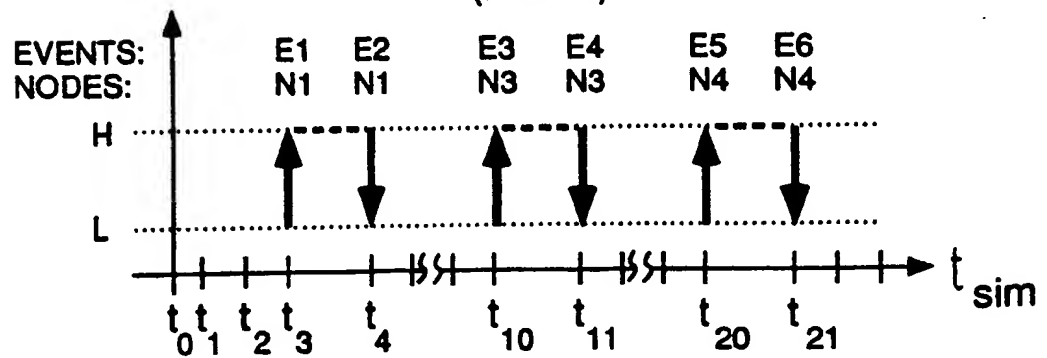 EVENTS: E1 E2 E3 E4 E5 E6
NODES: N1 N1 N3 N3 N4 N4
H
L
t0 t1 t2 t3 t4 t10 t11 t20 t21 tsim